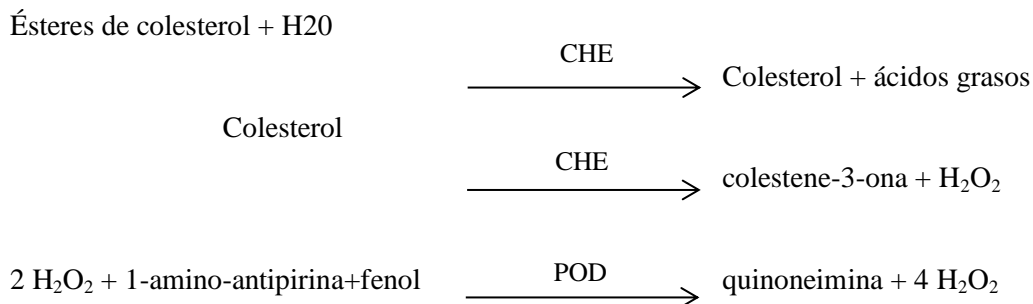 Ésteres de colesterol + H20
CHE
Colesterol + ácidos grasos
Colesterol
CHE
colestene-3-ona + H₂O₂
2 H₂O₂ + 1-amino-antipirina+fenol
POD
quinoneimina + 4 H₂O₂